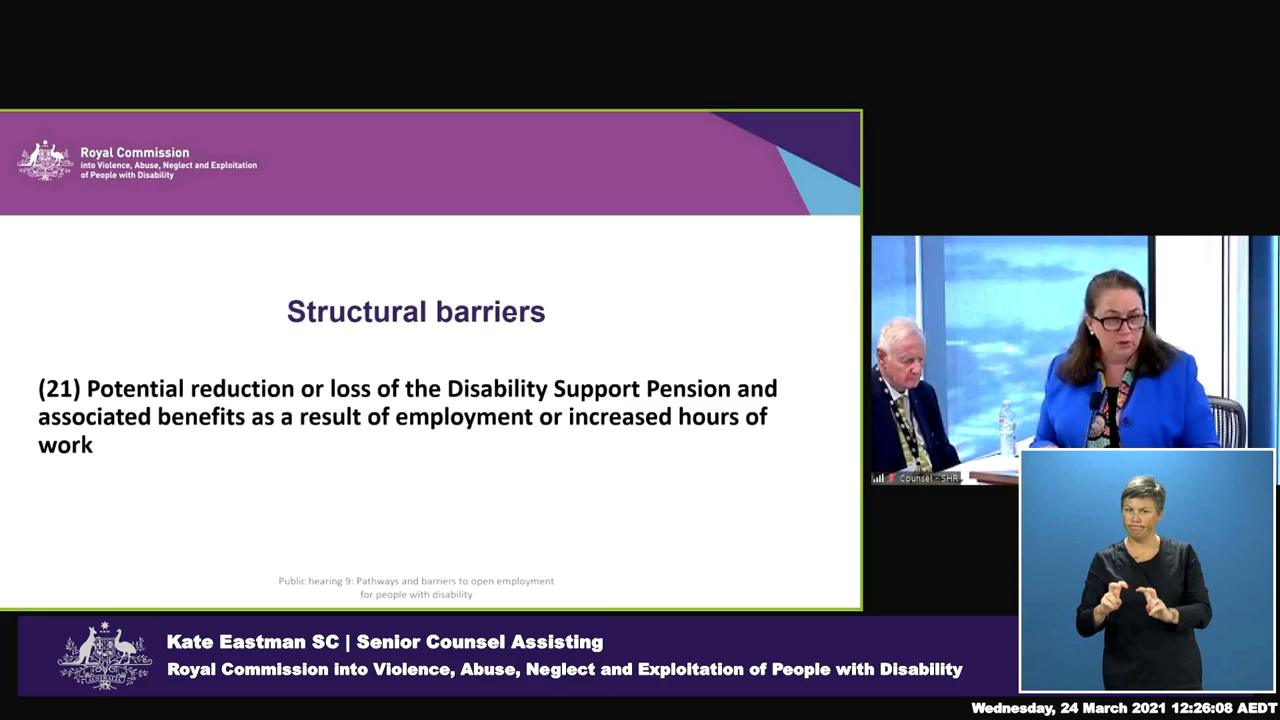 Royal Commission
into Violence, Abuse, Neglect and Exploitation
of People with Disability
Structural barriers
(21) Potential reduction or loss of the Disability Support Pension and
associated benefits as a result of employment or increased hours of
work
Public hearing 9: Pathways and barriers to open employment
for people with disability
Counsel - SHR
Kate Eastman SC | Senior Counsel Assisting
Royal Commission into Violence, Abuse, Neglect and Exploitation of People with Disability
Wednesday, 24 March 2021 12:26:08 AEDT